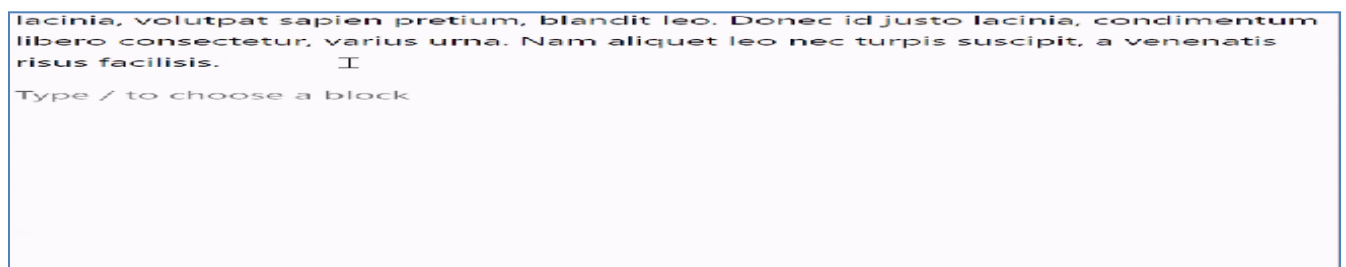 lacinia, volutpat sapien pretium, blandit leo. Donec id justo lacinia, condimentum
libero consectetur, varius urna. Nam aliquet leo nec turpis suscipit, a venenatis
risus facilisis.
Type / to choose a block